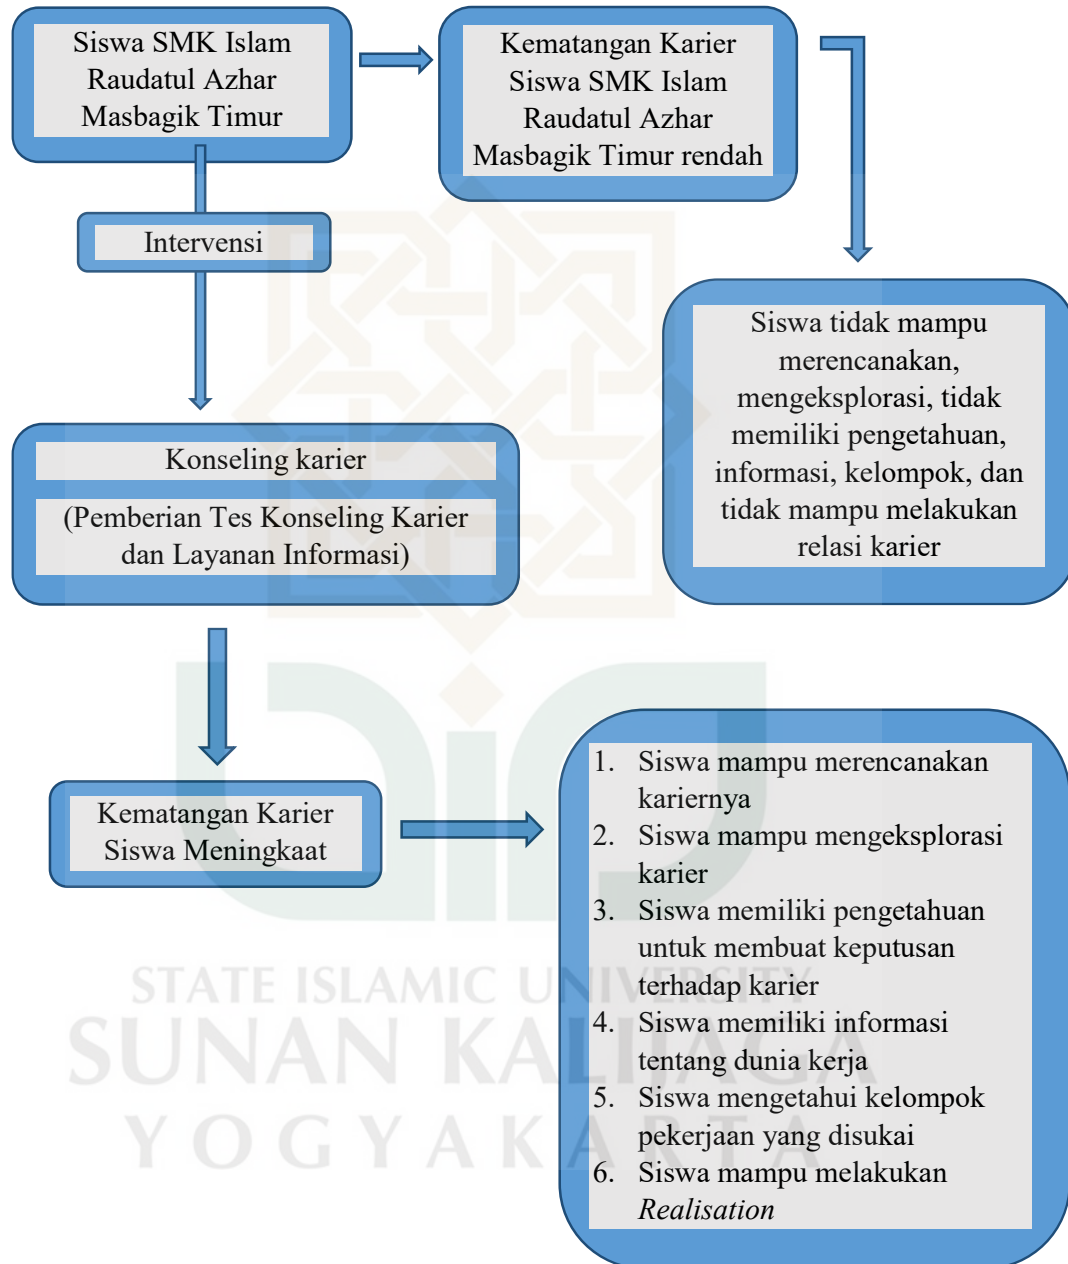 Siswa SMK Islam
Raudatul Azhar
Masbagik Timur
Kematangan Karier
Siswa SMK Islam
Raudatul Azhar
Masbagik Timur rendah
Intervensi
Siswa tidak mampu
merencanakan,
mengeksplorasi, tidak
memiliki pengetahuan,
informasi, kelompok, dan
tidak mampu melakukan
relasi karier
Konseling karier
(Pemberian Tes Konseling Karier
dan Layanan Informasi)
Kematangan Karier
Siswa Meningkaat
1. Siswa mampu merencanakan
kariernya
2. Siswa mampu mengeksplorasi
karier
3. Siswa memiliki pengetahuan
untuk membuat keputusan
terhadap karier
4. Siswa memiliki informasi
tentang dunia kerja
5. Siswa mengetahui kelompok
pekerjaan yang disukai
6. Siswa mampu melakukan
Realisation
STATE ISLAMIC UNIVERSITY
SUNAN KALIJAGA
YOGYAKARTA